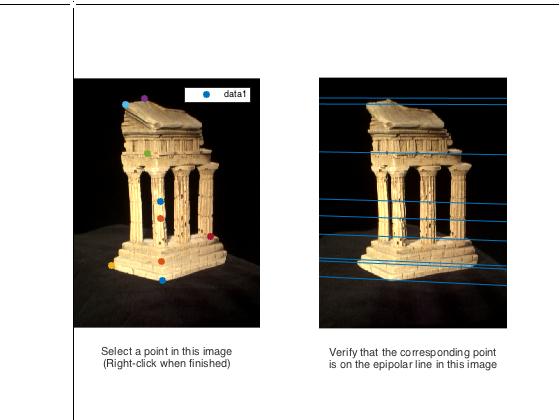 data1
Select a point in this image
(Right-click when finished)
Verify that the corresponding point
is on the epipolar line in this image